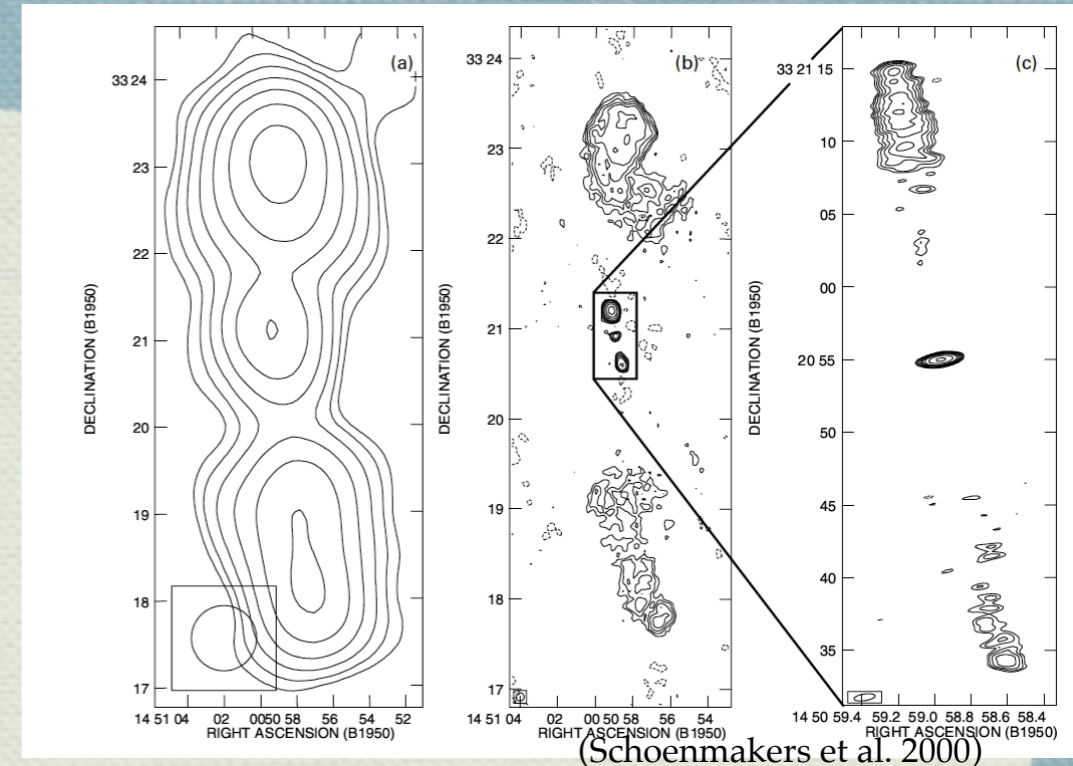 (a)
33 24
23
22
21
20
19
18
17
DECLINATION (B1950)
14 51 04 02 0050 58 56 54 52
RIGHT ASCENSION (B1950)
(b)
33 24
23
22
21
20
19
18
17
DECLINATION (B1950)
14 51 04 02 00 50 58 56 54
RIGHT ASCENSION (B1950)
(c)
33 21 15
10
05
00
20 55
50
45
40
35
DECLINATION (B1950)
14 50 59.4 59.2 59.0 58.8 58.6 58.4
RIGHT ASCENSION (B1950)
(Schoenmakers et al. 2000)